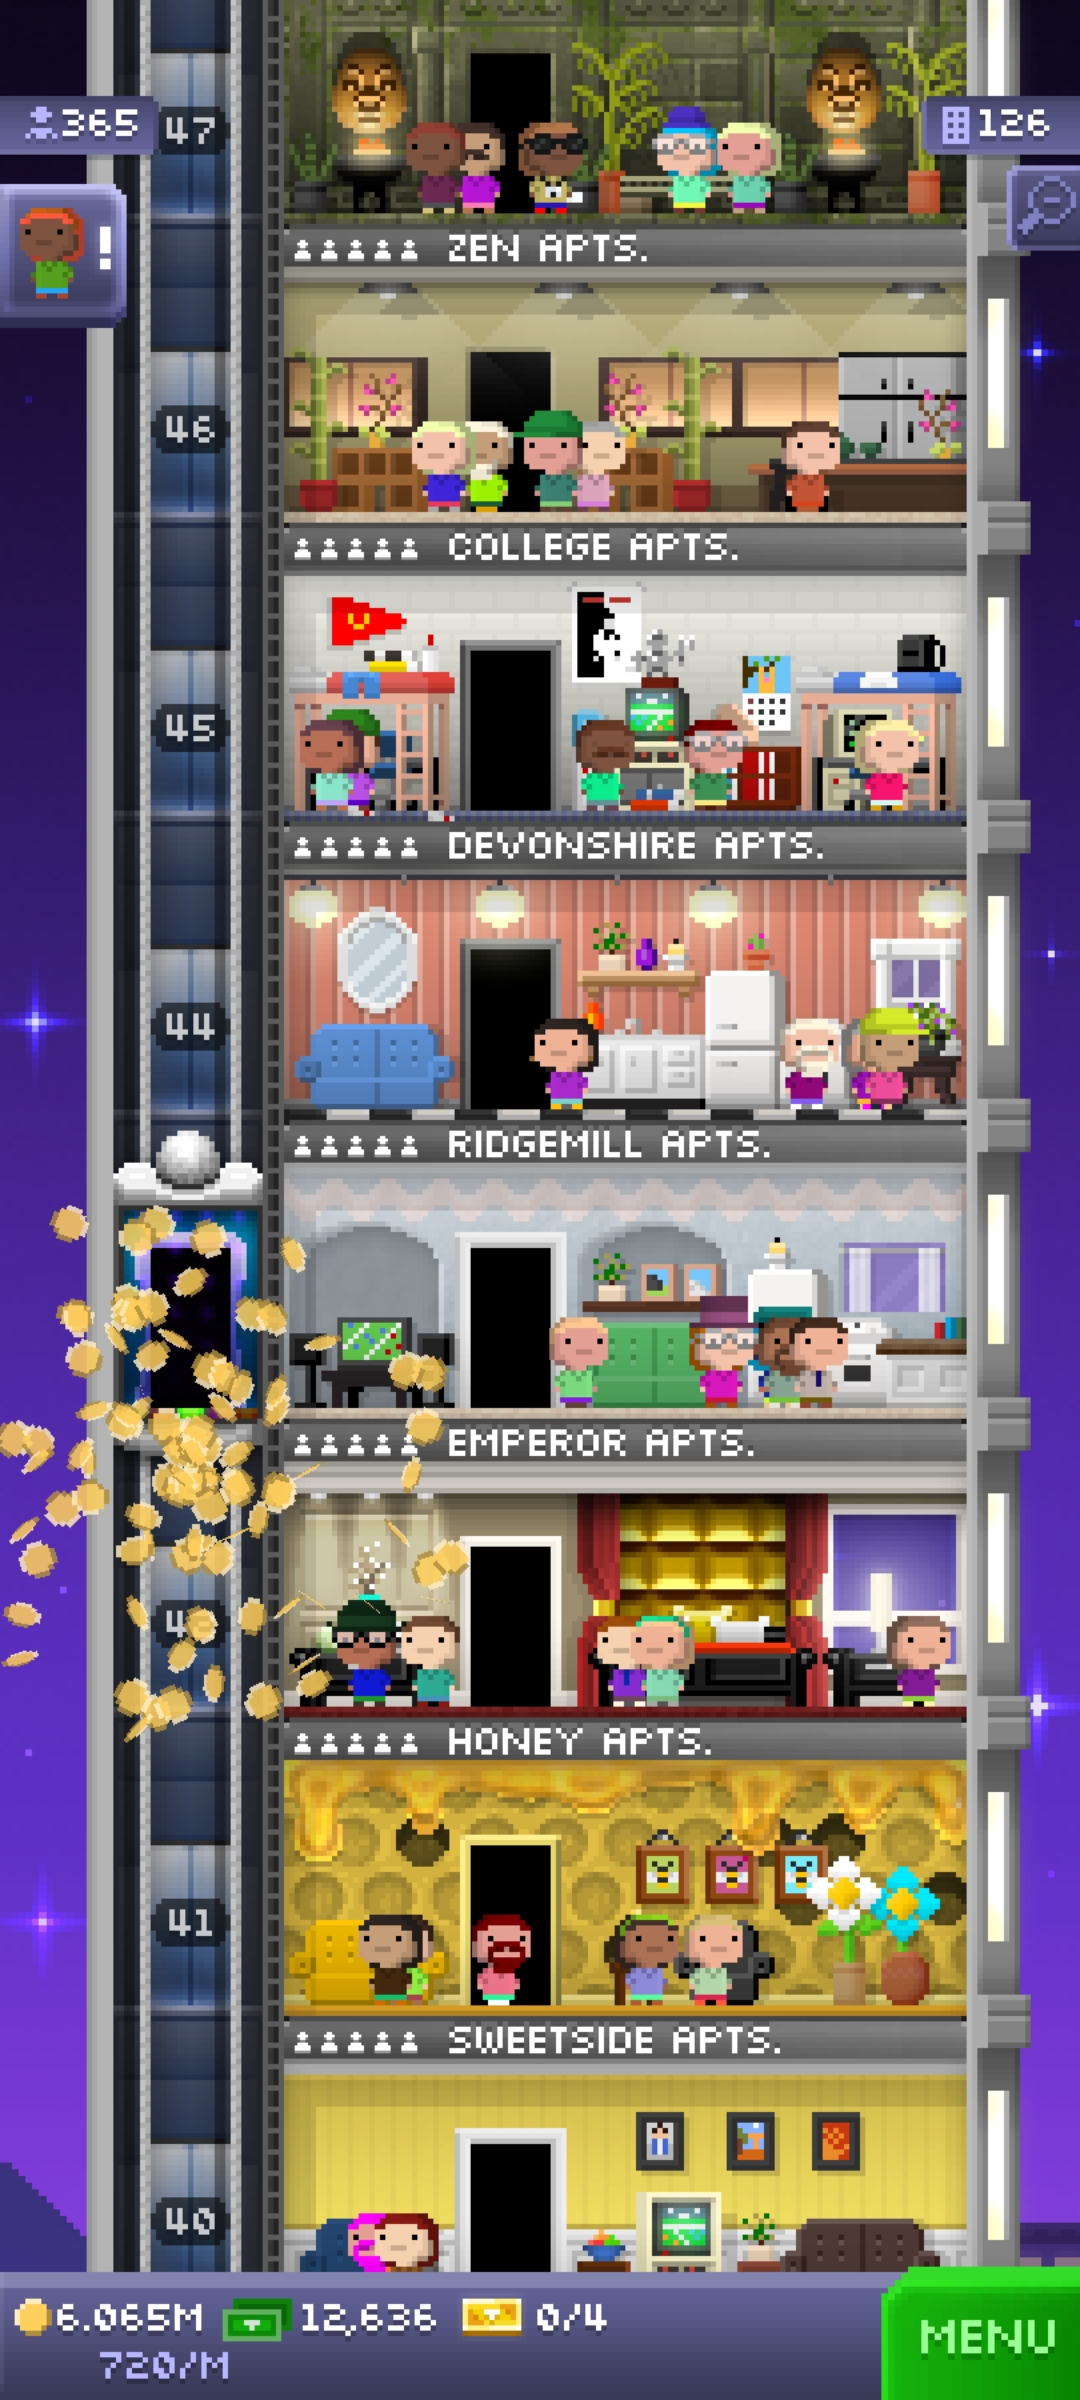 365
47
126
!
ZEN APTS.
46
COLLEGE APTS.
45
DEVONSHIRE APTS.
44
RIDGEMILL APTS.
EMPEROR APTS.
HONEY APTS.
41
SWEETSIDE APTS.
40
6.065M 12,636 0/4
720/M
MENU